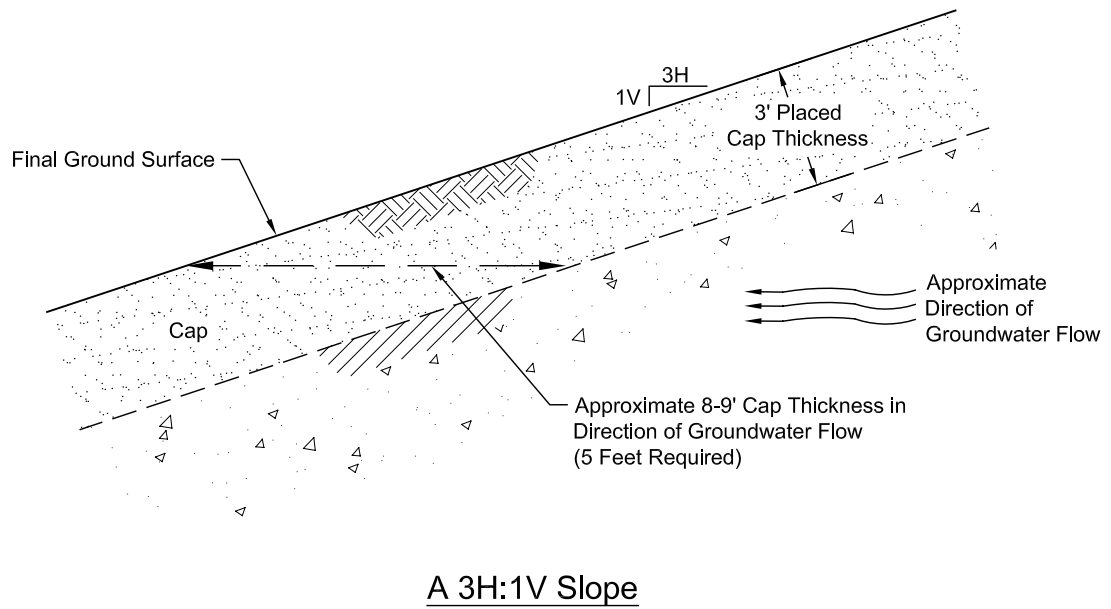 3H
1V
3' Placed
Cap Thickness
Final Ground Surface
Approximate
Direction of
Groundwater Flow
Cap
Approximate 8-9' Cap Thickness in
Direction of Groundwater Flow
(5 Feet Required)
A 3H:1V Slope